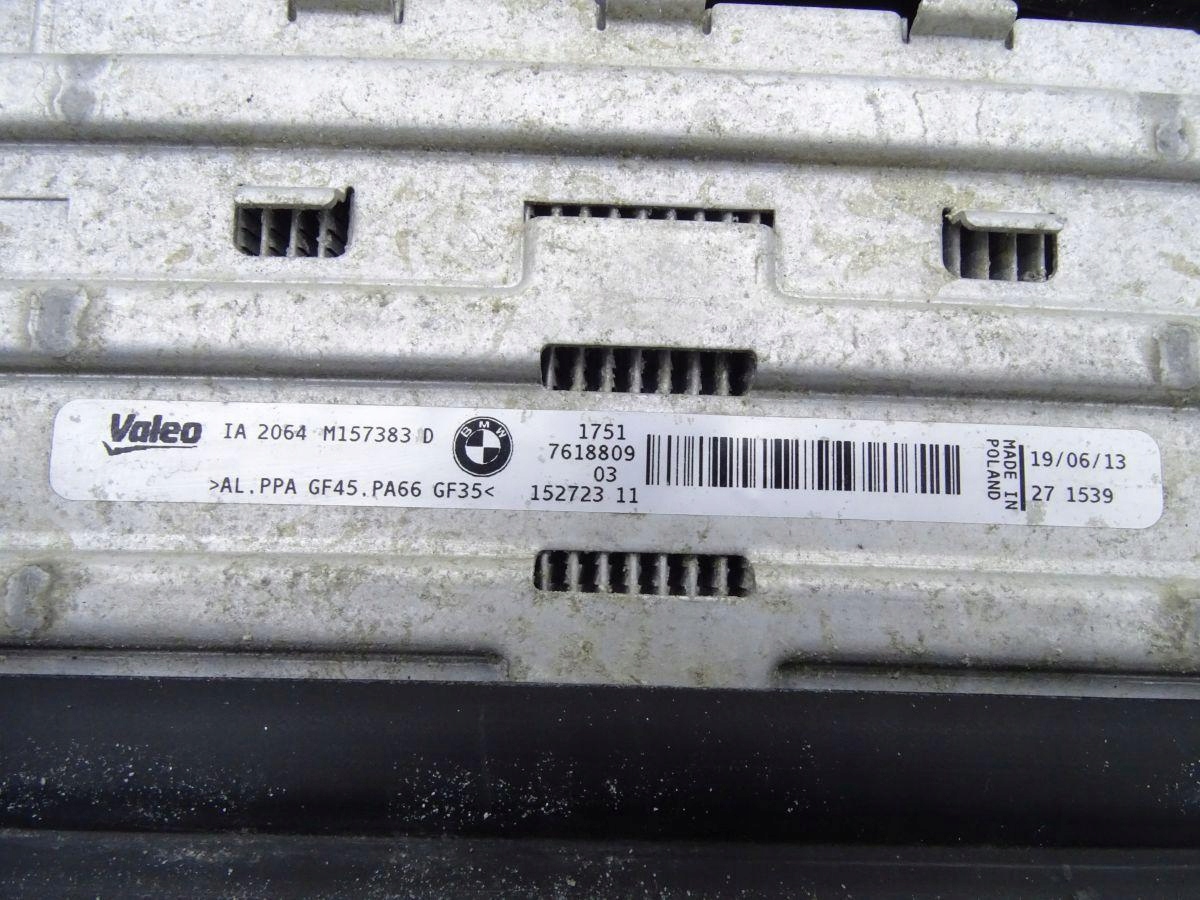 Valeo IA 2064 M157383 D
>AL.PPA GF45.PA66 GF35<
BMW
1751
7618809
03
152723 11
MADE IN
POLAND
19/06/13
27 1539